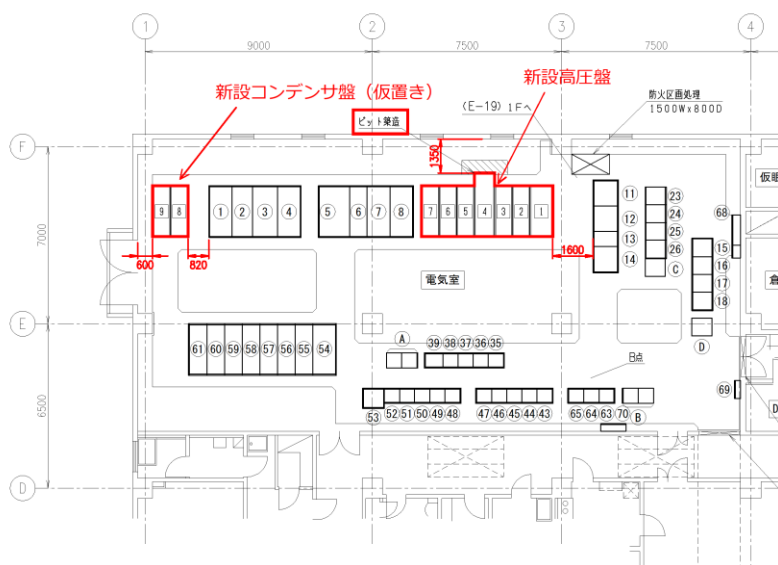 1
2
3
4
9000
7500
7500
新設コンデンサ盤（仮置き）
新設高圧盤
ピット築造
(E-19) 1Fへ
防火区画処理
1500W×800D
F
1350
仮眠
9 8
① ② ③ ④
⑤ ⑥ ⑦ ⑧
7 6 5 4 3 2 1
11
12
13
14
23
24
25
26
C
68
15
16
17
18
D
7000
600
820
1600
電気室
倉
E
61 60 59 58 57 56 55 54
A
39 38 37 36 35
B点
69
6500
53 52 51 50 49 48
47 46 45 44 43
65 64 63 70 B
D
D